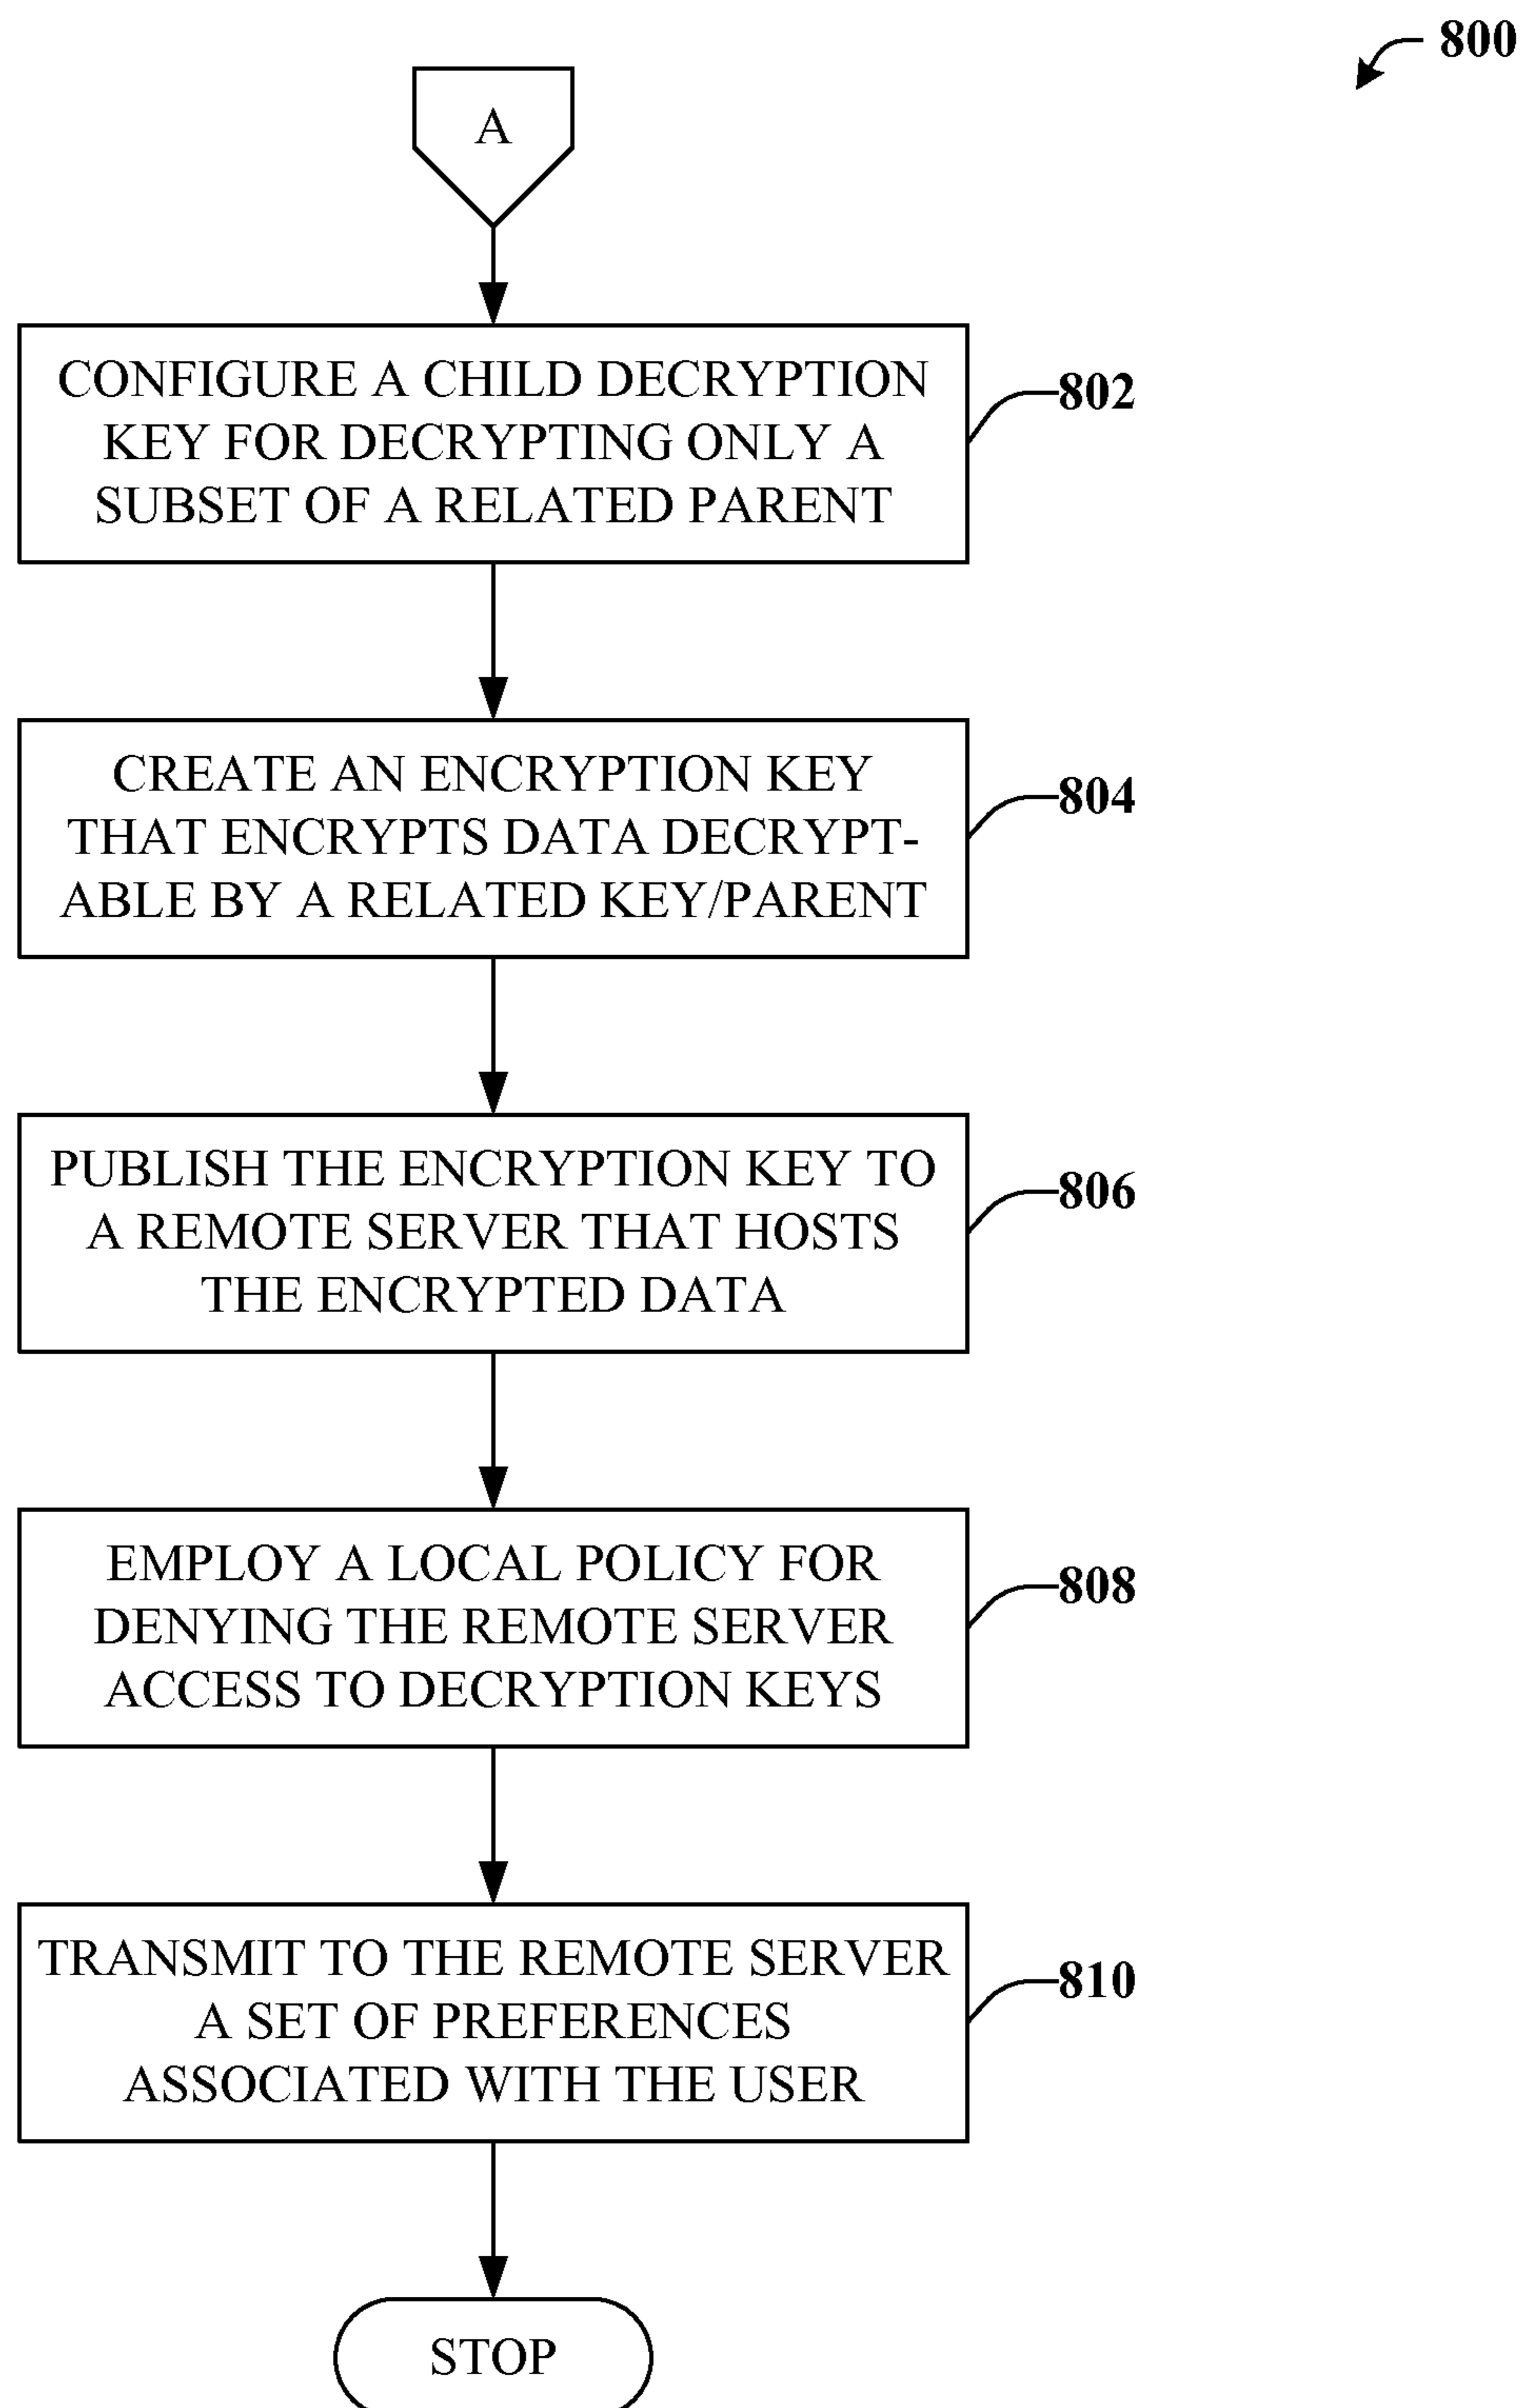 800
A
CONFIGURE A CHILD DECRYPTION
KEY FOR DECRYPTING ONLY A
SUBSET OF A RELATED PARENT
802
CREATE AN ENCRYPTION KEY
THAT ENCRYPTS DATA DECRYPT-
ABLE BY A RELATED KEY/PARENT
804
PUBLISH THE ENCRYPTION KEY TO
A REMOTE SERVER THAT HOSTS
THE ENCRYPTED DATA
806
EMPLOY A LOCAL POLICY FOR
DENYING THE REMOTE SERVER
ACCESS TO DECRYPTION KEYS
808
TRANSMIT TO THE REMOTE SERVER
A SET OF PREFERENCES
ASSOCIATED WITH THE USER
810
STOP